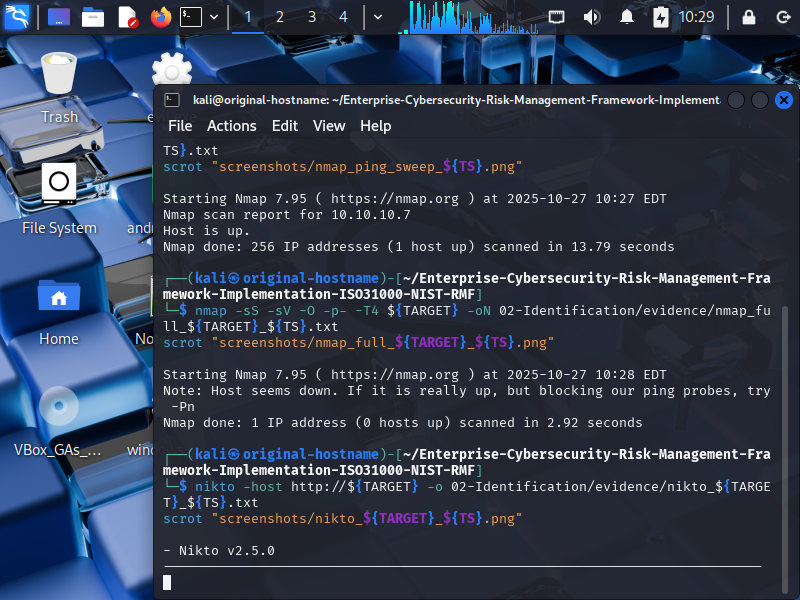 1 2 3 4 10:29
Trash
File System
Home
VBox_GAs_...
kali@original-hostname: ~/Enterprise-Cybersecurity-Risk-Management-Framework-Implement
File Actions Edit View Help
TS}.txt
scrot "screenshots/nmap_ping_sweep_${TS}.png"
Starting Nmap 7.95 ( https://nmap.org ) at 2025-10-27 10:27 EDT
Nmap scan report for 10.10.10.7
Host is up.
Nmap done: 256 IP addresses (1 host up) scanned in 13.79 seconds
┌──(kali㉿original-hostname)-[~/Enterprise-Cybersecurity-Risk-Management-Fra
mework-Implementation-ISO31000-NIST-RMF]
└─$ nmap -sS -sV -O -p- -T4 ${TARGET} -oN 02-Identification/evidence/nmap_fu
ll_${TARGET}_${TS}.txt
scrot "screenshots/nmap_full_${TARGET}_${TS}.png"
Starting Nmap 7.95 ( https://nmap.org ) at 2025-10-27 10:28 EDT
Note: Host seems down. If it is really up, but blocking our ping probes, try
-Pn
Nmap done: 1 IP address (0 hosts up) scanned in 2.92 seconds
┌──(kali㉿original-hostname)-[~/Enterprise-Cybersecurity-Risk-Management-Fra
mework-Implementation-ISO31000-NIST-RMF]
└─$ nikto -host http://${TARGET} -o 02-Identification/evidence/nikto_${TARGE
T}_${TS}.txt
scrot "screenshots/nikto_${TARGET}_${TS}.png"
- Nikto v2.5.0